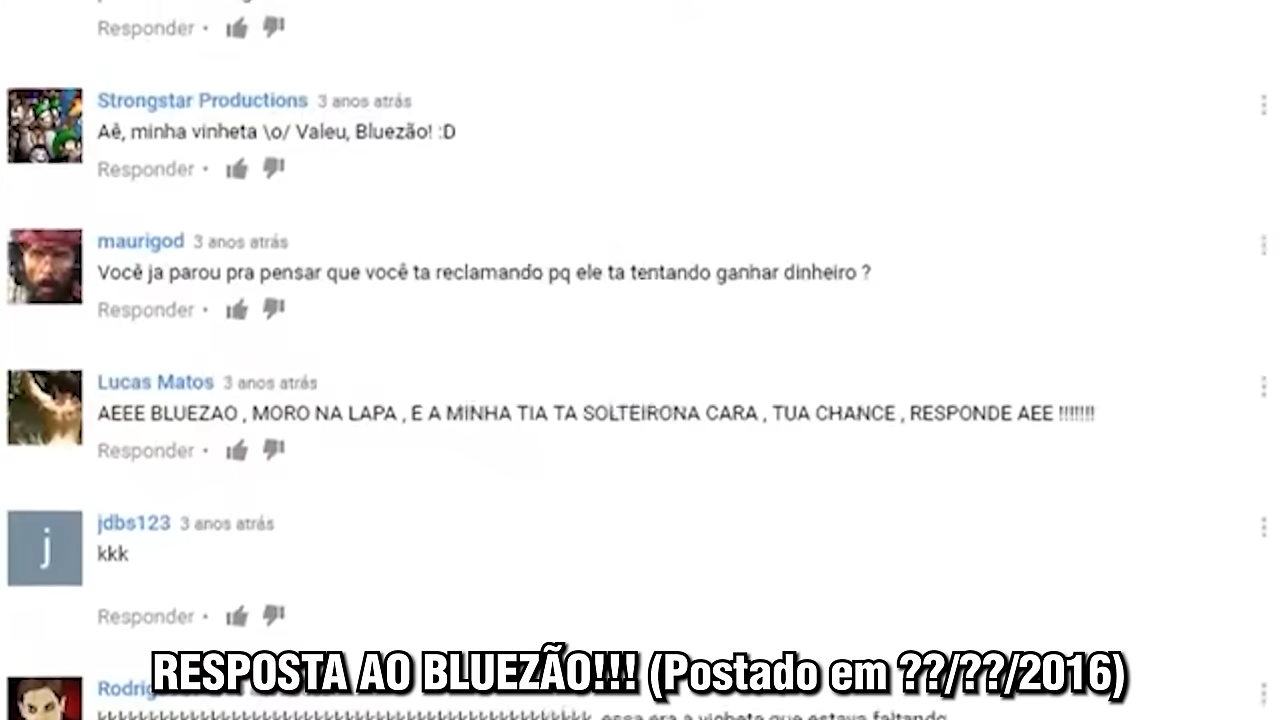 Responder •
Strongstar Productions 3 anos atrás
Aê, minha vinheta \o/ Valeu, Bluezão! :D
Responder •
maurigod 3 anos atrás
Você ja parou pra pensar que você ta reclamando pq ele ta tentando ganhar dinheiro ?
Responder •
Lucas Matos 3 anos atrás
AEEE BLUEZAO , MORO NA LAPA , E A MINHA TIA TA SOLTEIRONA CARA , TUA CHANCE , RESPONDE AEE !!!!!!!
Responder •
j
jdbs123 3 anos atrás
kkk
Responder •
RESPOSTA AO BLUEZÃO!!! (Postado em ??/??/2016)
essa era a vinheta que estava faltando